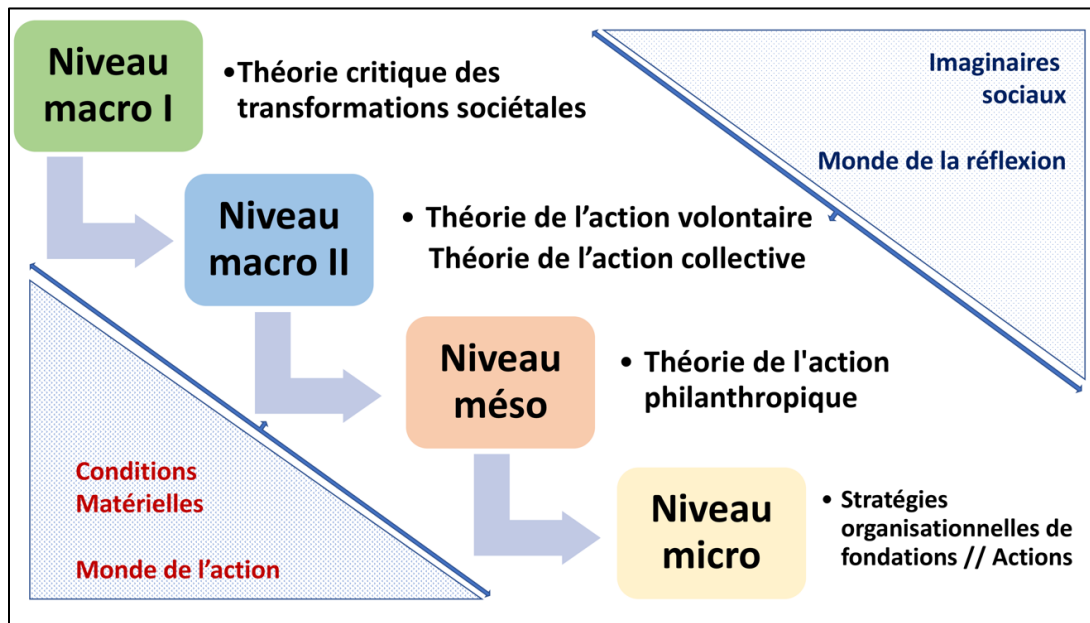 Niveau
macro I
•Théorie critique des
transformations sociétales
Imaginaires
sociaux
Monde de la réflexion
Niveau
macro II
• Théorie de l’action volontaire
Théorie de l’action collective
Niveau
méso
• Théorie de l'action
philanthropique
Conditions
Matérielles
Monde de l’action
Niveau
micro
• Stratégies
organisationnelles de
fondations // Actions